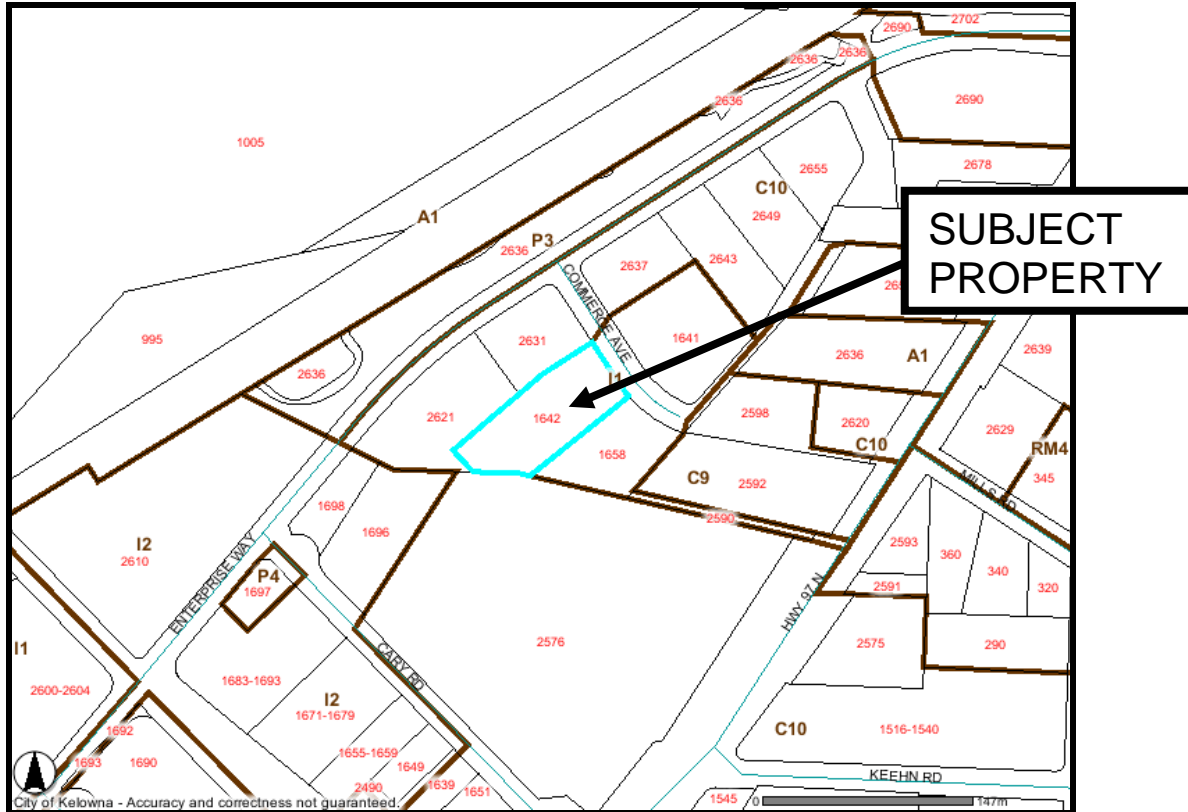 2690
2702
2636
2636
2636
2690
1005
2678
2655
C10
2649
A1
P3
2636
SUBJECT
PROPERTY
2637
2643
COMMERCE AVE
995
2631
1641
2636
A1
2639
2636
I1
2621
1642
2598
2620
C10
2629
RM4
345
1658
C9
2592
MILLS RD
1698
1696
2590
I2
2610
ENTERPRISE WAY
P4
1697
2593
360
340
320
2591
HWY 97 N
2576
2575
290
I1
CARY RD
1683-1693
2600-2604
I2
1671-1679
C10
1516-1540
1692
1693
1690
1655-1659
1649
2490
1639
1651
KEEHN RD
1545
0
147m
City of Kelowna - Accuracy and correctness not guaranteed.